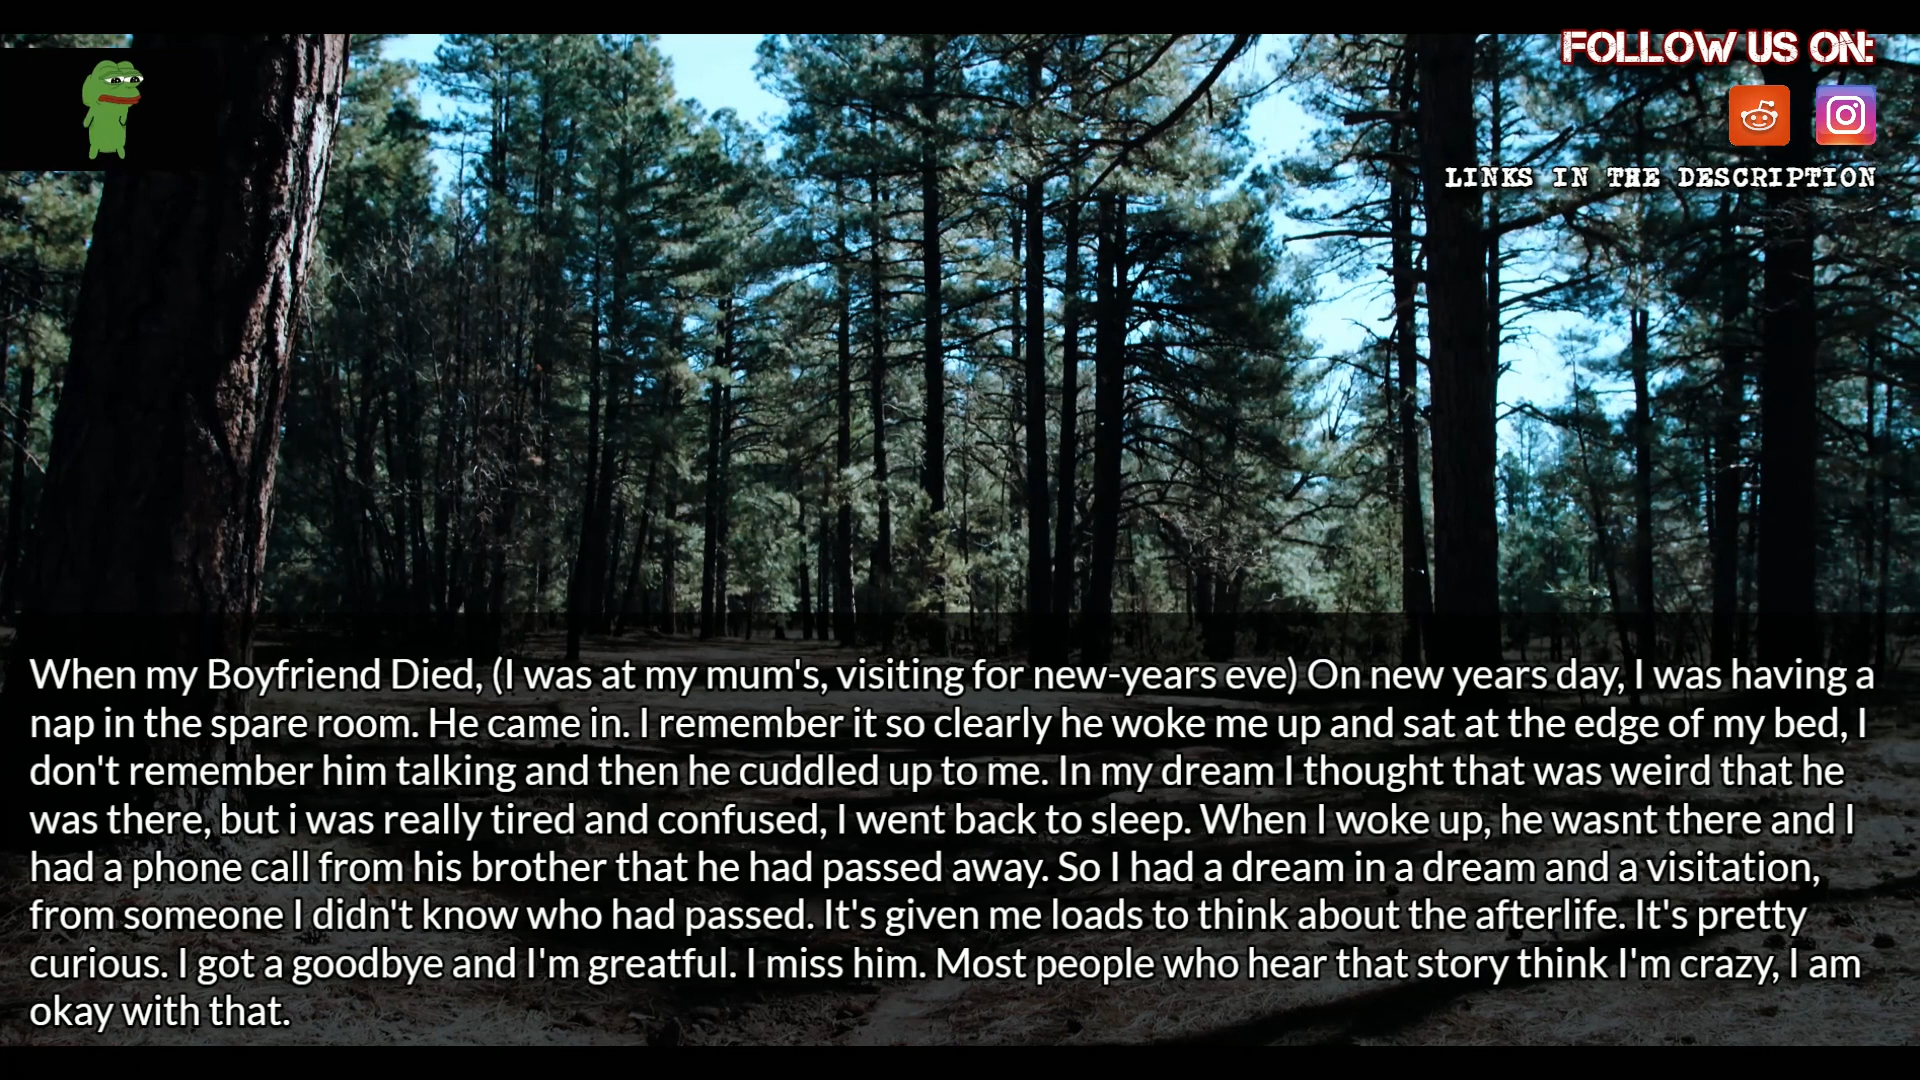 FOLLOW US ON:
LINKS IN THE DESCRIPTION
When my Boyfriend Died, (I was at my mum's, visiting for new-years eve) On new years day, I was having a
nap in the spare room. He came in. I remember it so clearly he woke me up and sat at the edge of my bed, I
don't remember him talking and then he cuddled up to me. In my dream I thought that was weird that he
was there, but i was really tired and confused, I went back to sleep. When I woke up, he wasnt there and I
had a phone call from his brother that he had passed away. So I had a dream in a dream and a visitation,
from someone I didn't know who had passed. It's given me loads to think about the afterlife. It's pretty
curious. I got a goodbye and I'm greatful. I miss him. Most people who hear that story think I'm crazy, I am
okay with that.